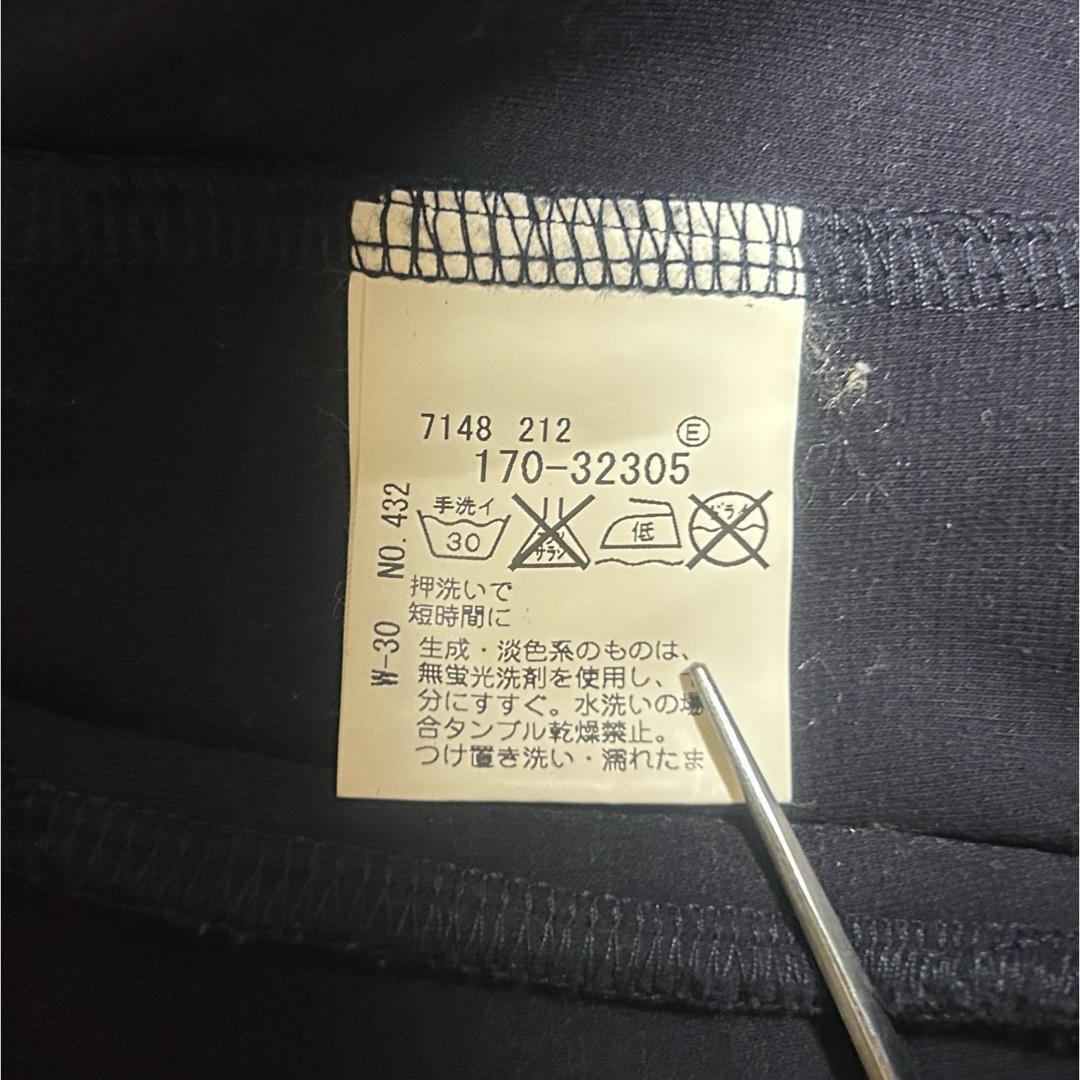 7148 212 Ⓔ
170-32305
手洗イ
30
サラシ
低
ドライ
NO. 432
W-30
押洗いで
短時間に
生成・淡色系のものは、
無蛍光洗剤を使用し、
分にすすぐ。水洗いの場
合タンブル乾燥禁止。
つけ置き洗い・濡れたま